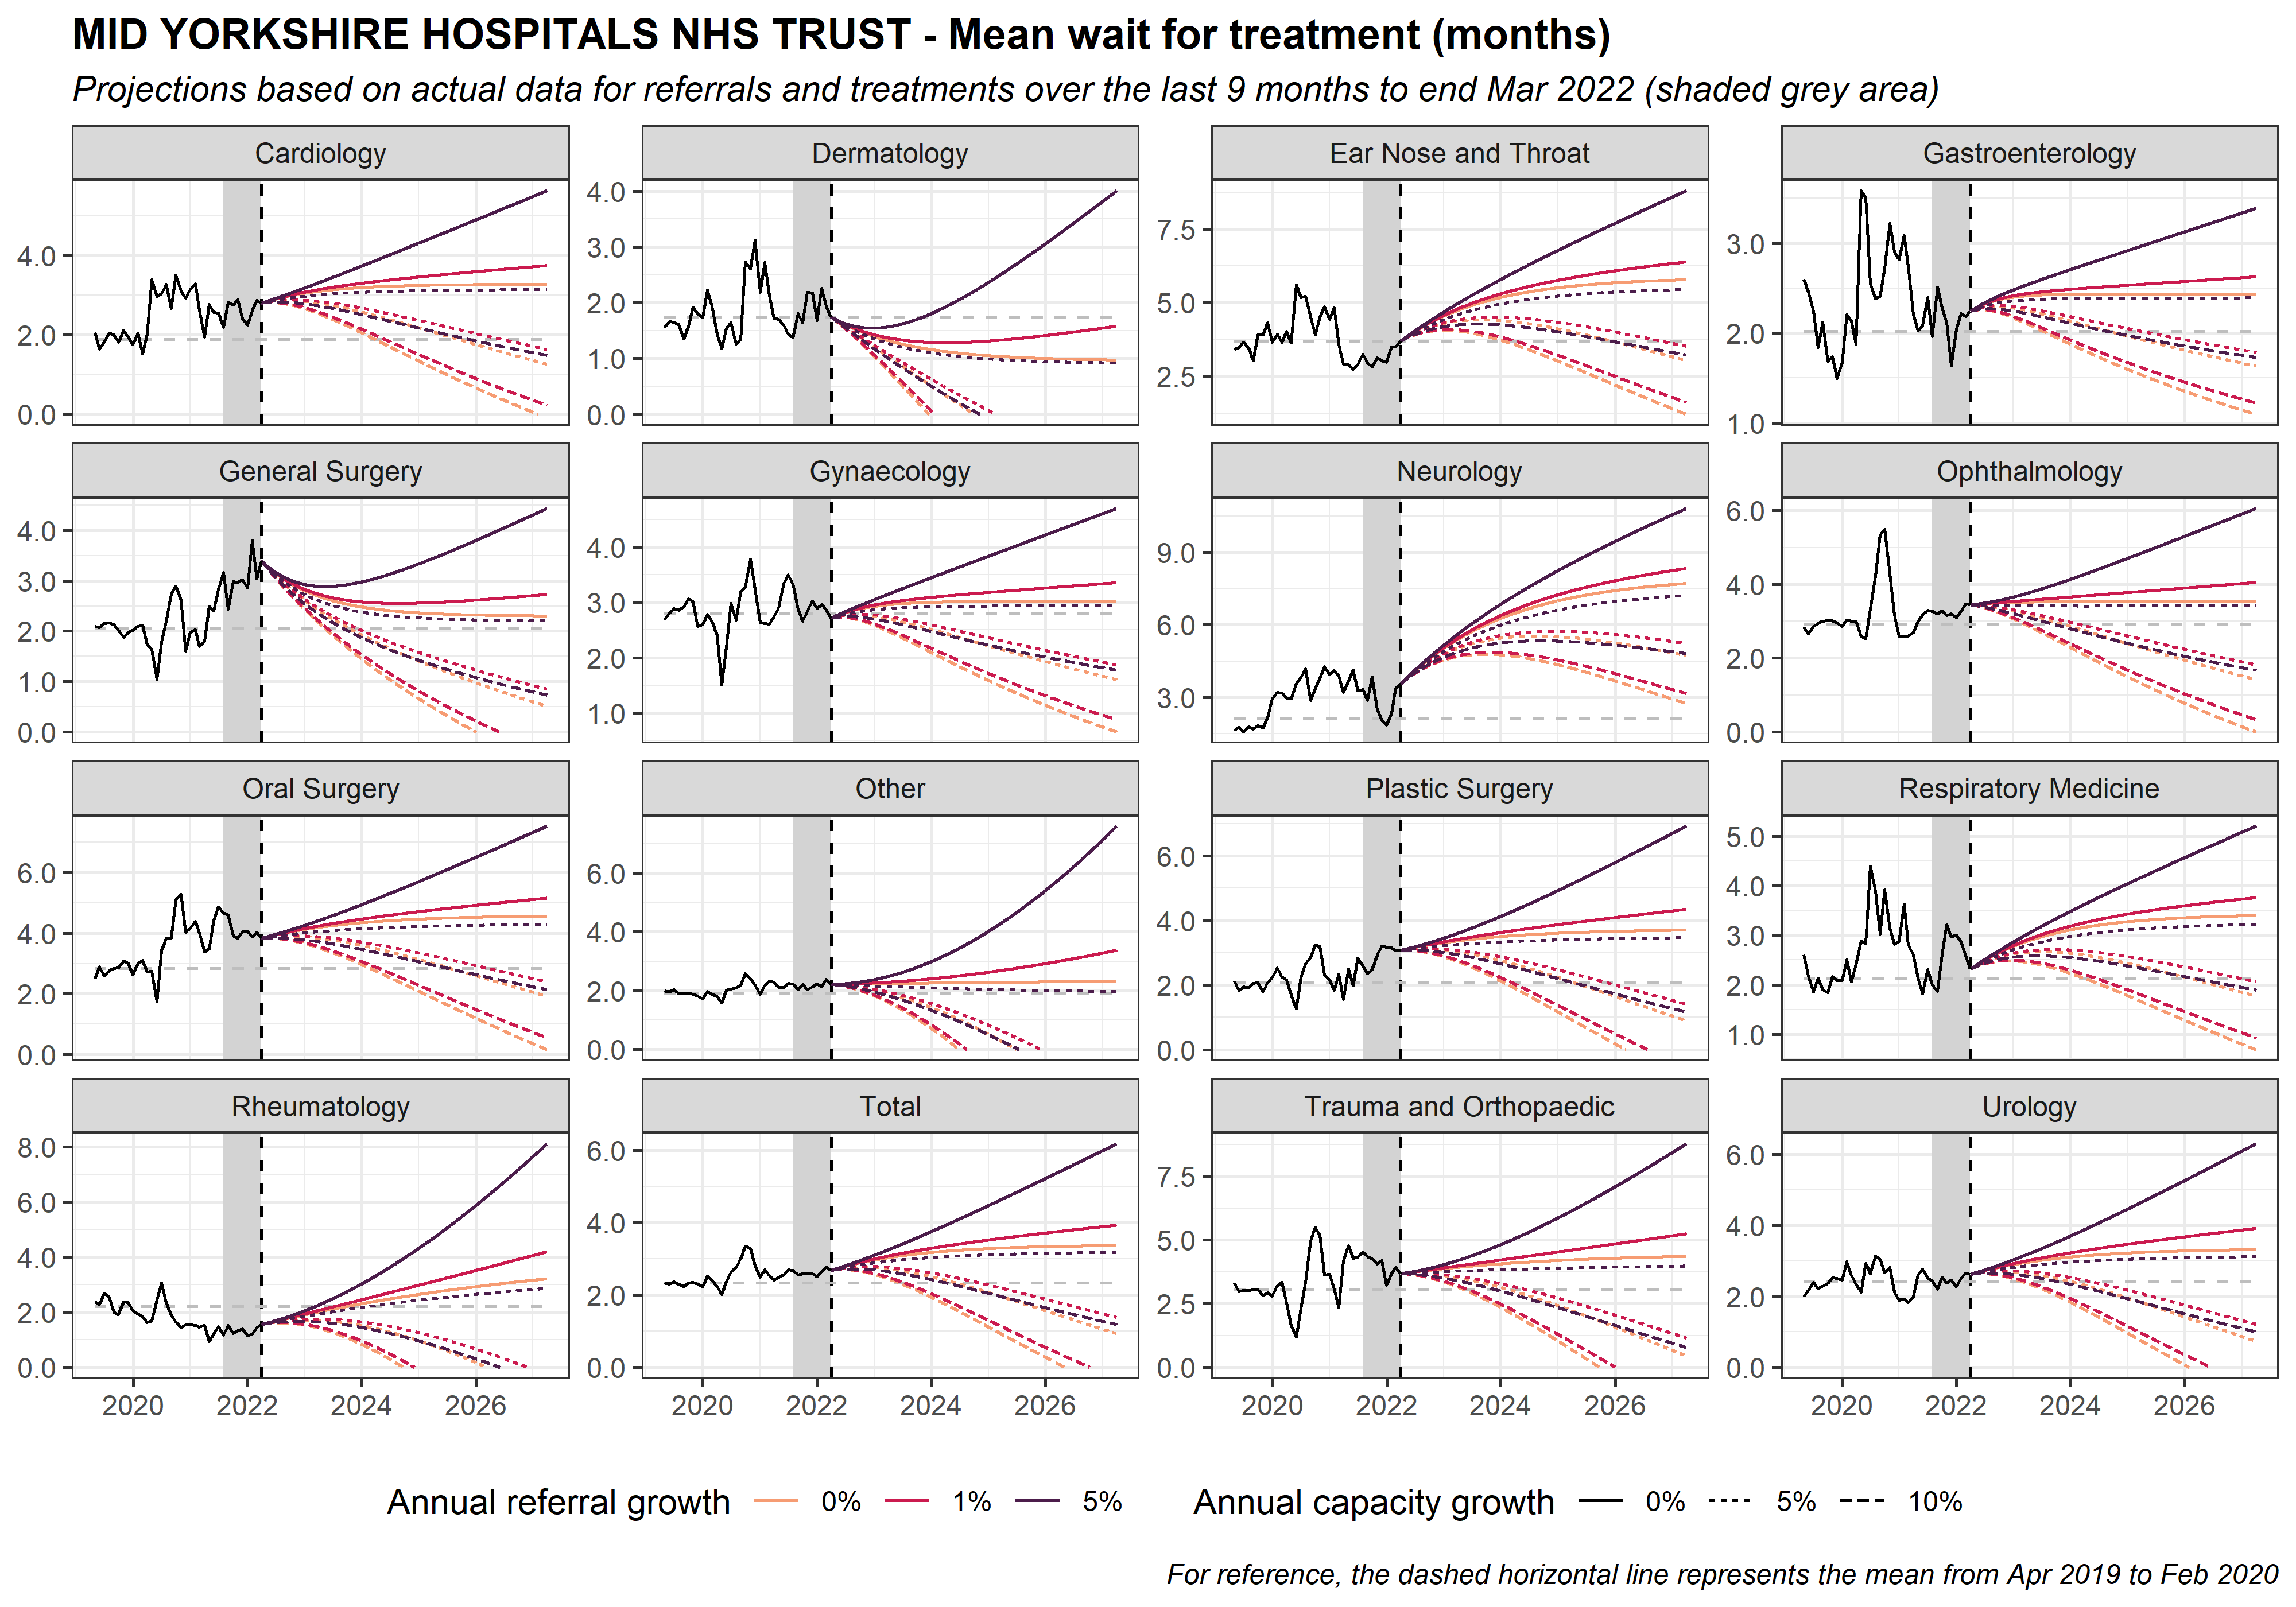 MID YORKSHIRE HOSPITALS NHS TRUST - Mean wait for treatment (months)
Projections based on actual data for referrals and treatments over the last 9 months to end Mar 2022 (shaded grey area)
Cardiology
Dermatology
Ear Nose and Throat
Gastroenterology
4.0
2.0
0.0
4.0
3.0
2.0
1.0
0.0
7.5
5.0
2.5
3.0
2.0
1.0
General Surgery
Gynaecology
Neurology
Ophthalmology
4.0
3.0
2.0
1.0
0.0
4.0
3.0
2.0
1.0
9.0
6.0
3.0
6.0
4.0
2.0
0.0
Oral Surgery
Other
Plastic Surgery
Respiratory Medicine
6.0
4.0
2.0
0.0
6.0
4.0
2.0
0.0
6.0
4.0
2.0
0.0
5.0
4.0
3.0
2.0
1.0
Rheumatology
Total
Trauma and Orthopaedic
Urology
8.0
6.0
4.0
2.0
0.0
6.0
4.0
2.0
0.0
7.5
5.0
2.5
0.0
6.0
4.0
2.0
0.0
2020 2022 2024 2026
2020 2022 2024 2026
2020 2022 2024 2026
2020 2022 2024 2026
Annual referral growth 0% 1% 5%
Annual capacity growth 0% 5% 10%
For reference, the dashed horizontal line represents the mean from Apr 2019 to Feb 2020